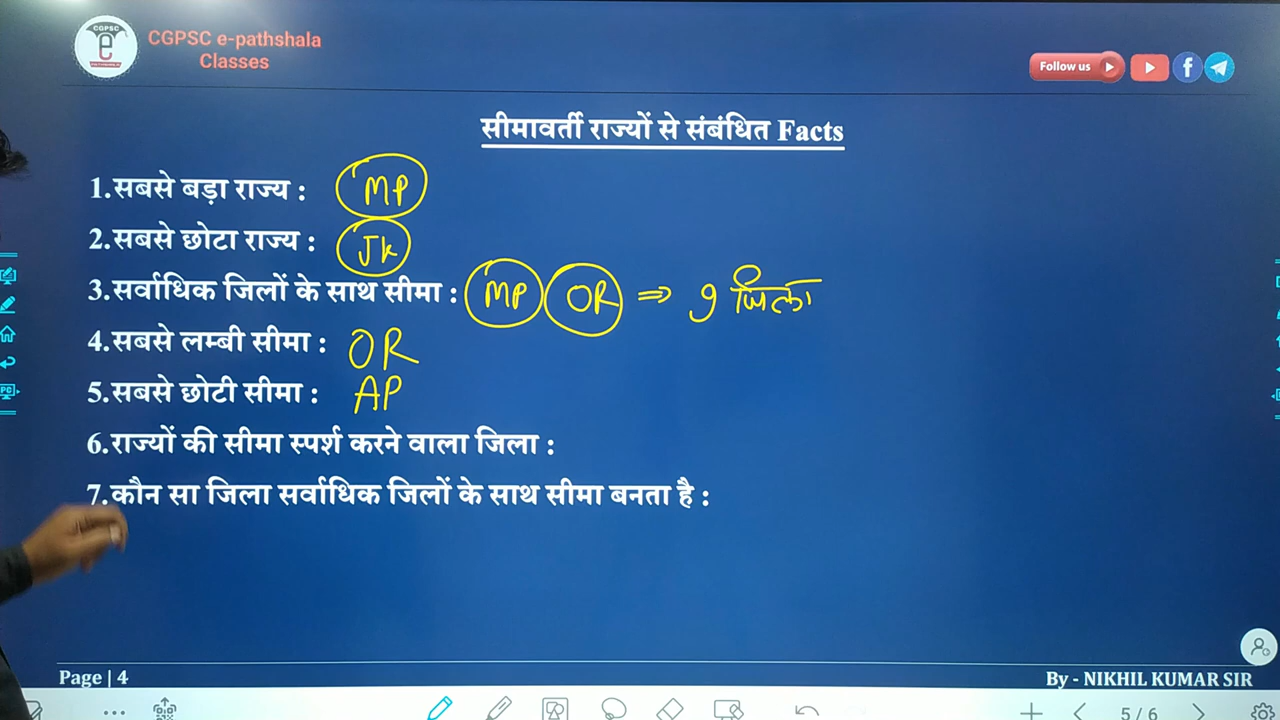 CGPSC
e
CGPSC e-pathshala
Classes
Follow us
सीमावर्ती राज्यों से संबंधित Facts
1.सबसे बड़ा राज्य : MP
2.सबसे छोटा राज्य : Jk
3.सर्वाधिक जिलों के साथ सीमा : MP OR ⇒ 9 जिला
4.सबसे लम्बी सीमा : OR
5.सबसे छोटी सीमा : AP
6.राज्यों की सीमा स्पर्श करने वाला जिला :
7.कौन सा जिला सर्वाधिक जिलों के साथ सीमा बनता है :
Page | 4
By - NIKHIL KUMAR SIR
5 / 6